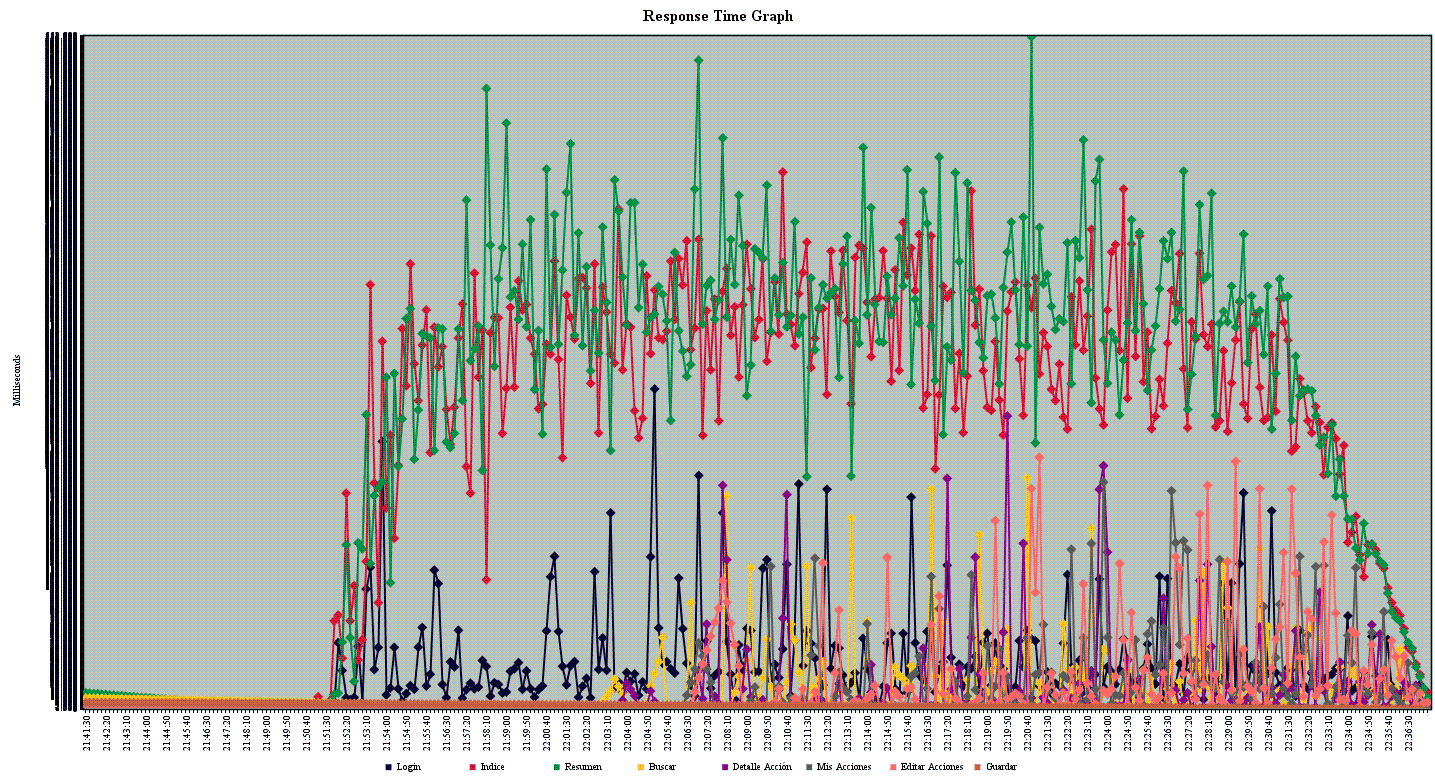 Response Time Graph
Milliseconds
21:41:30 21:42:20 21:43:10 21:44:00 21:44:50 21:45:40 21:46:30 21:47:20 21:48:10 21:49:00 21:49:50 21:50:40 21:51:30 21:52:20 21:53:10 21:54:00 21:54:50 21:55:40 21:56:30 21:57:20 21:58:10 21:59:00 21:59:50 22:00:40 22:01:30 22:02:20 22:03:10 22:04:00 22:04:50 22:05:40 22:06:30 22:07:20 22:08:10 22:09:00 22:09:50 22:10:40 22:11:30 22:12:20 22:13:10 22:14:00 22:14:50 22:15:40 22:16:30 22:17:20 22:18:10 22:19:00 22:19:50 22:20:40 22:21:30 22:22:20 22:23:10 22:24:00 22:24:50 22:25:40 22:26:30 22:27:20 22:28:10 22:29:00 22:29:50 22:30:40 22:31:30 22:32:20 22:33:10 22:34:00 22:34:50 22:35:40 22:36:30
Login Indice Resumen Buscar Detalle Acción Mis Acciones Editar Acciones Guardar